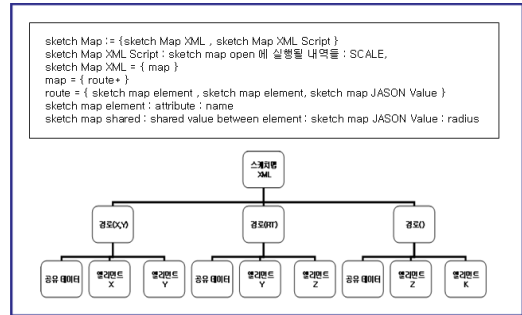 sketch Map := {sketch Map XML , sketch Map XML Script }
sketch Map XML Script : sketch map open 에 실행될 내역들 : SCALE,
sketch Map XML = { map }
map = { route+ }
route = { sketch map element , sketch map element, sketch map JASON Value }
sketch map element : attribute : name
sketch map shared : shared value between element : sketch map JASON Value : radius
스케치맵
XML
경로(X,Y)
경로(RT)
경로()
공유 데이터
엘리먼트
X
엘리먼트
Y
공유 데이터
엘리먼트
Y
엘리먼트
Z
공유 데이터
엘리먼트
Z
엘리먼트
K